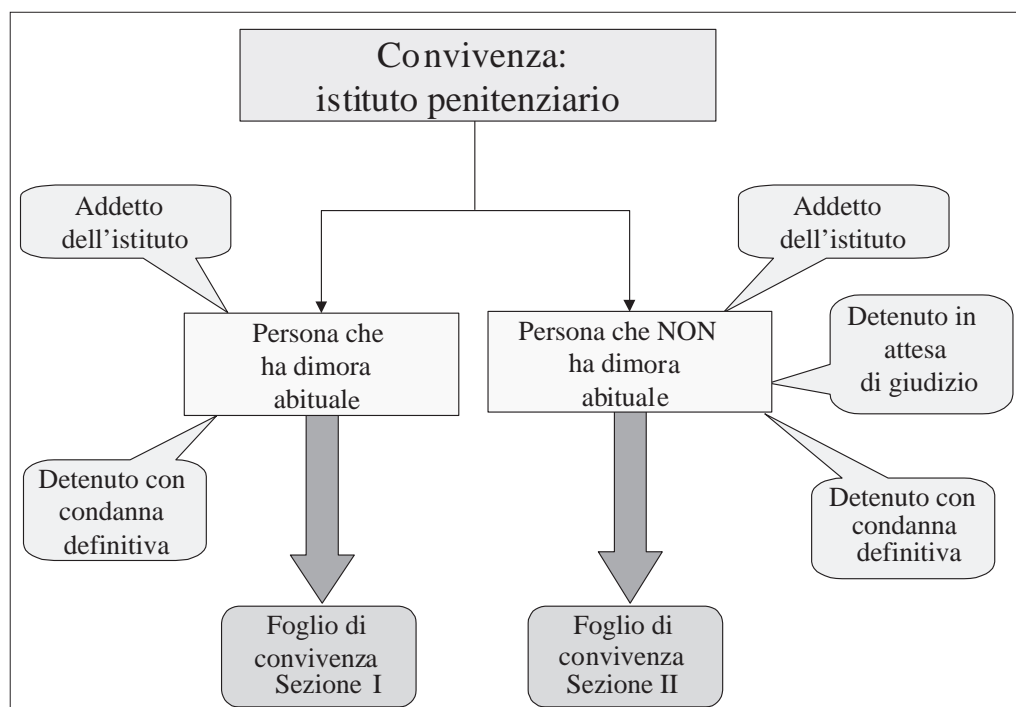 Convivenza:
istituto penitenziario
Addetto
dell'istituto
Addetto
dell'istituto
Persona che
ha dimora
abituale
Persona che NON
ha dimora
abituale
Detenuto in
attesa
di giudizio
Detenuto con
condanna
definitiva
Detenuto con
condanna
definitiva
Foglio di
convivenza
Sezione I
Foglio di
convivenza
Sezione II